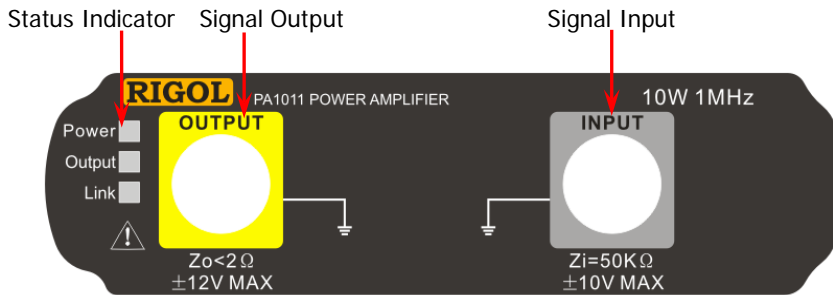 Status Indicator Signal Output Signal Input
RIGOL PA1011 POWER AMPLIFIER 10W 1MHz
OUTPUT INPUT
Power
Output
Link
Zo<2Ω Zi=50KΩ
±12V MAX ±10V MAX